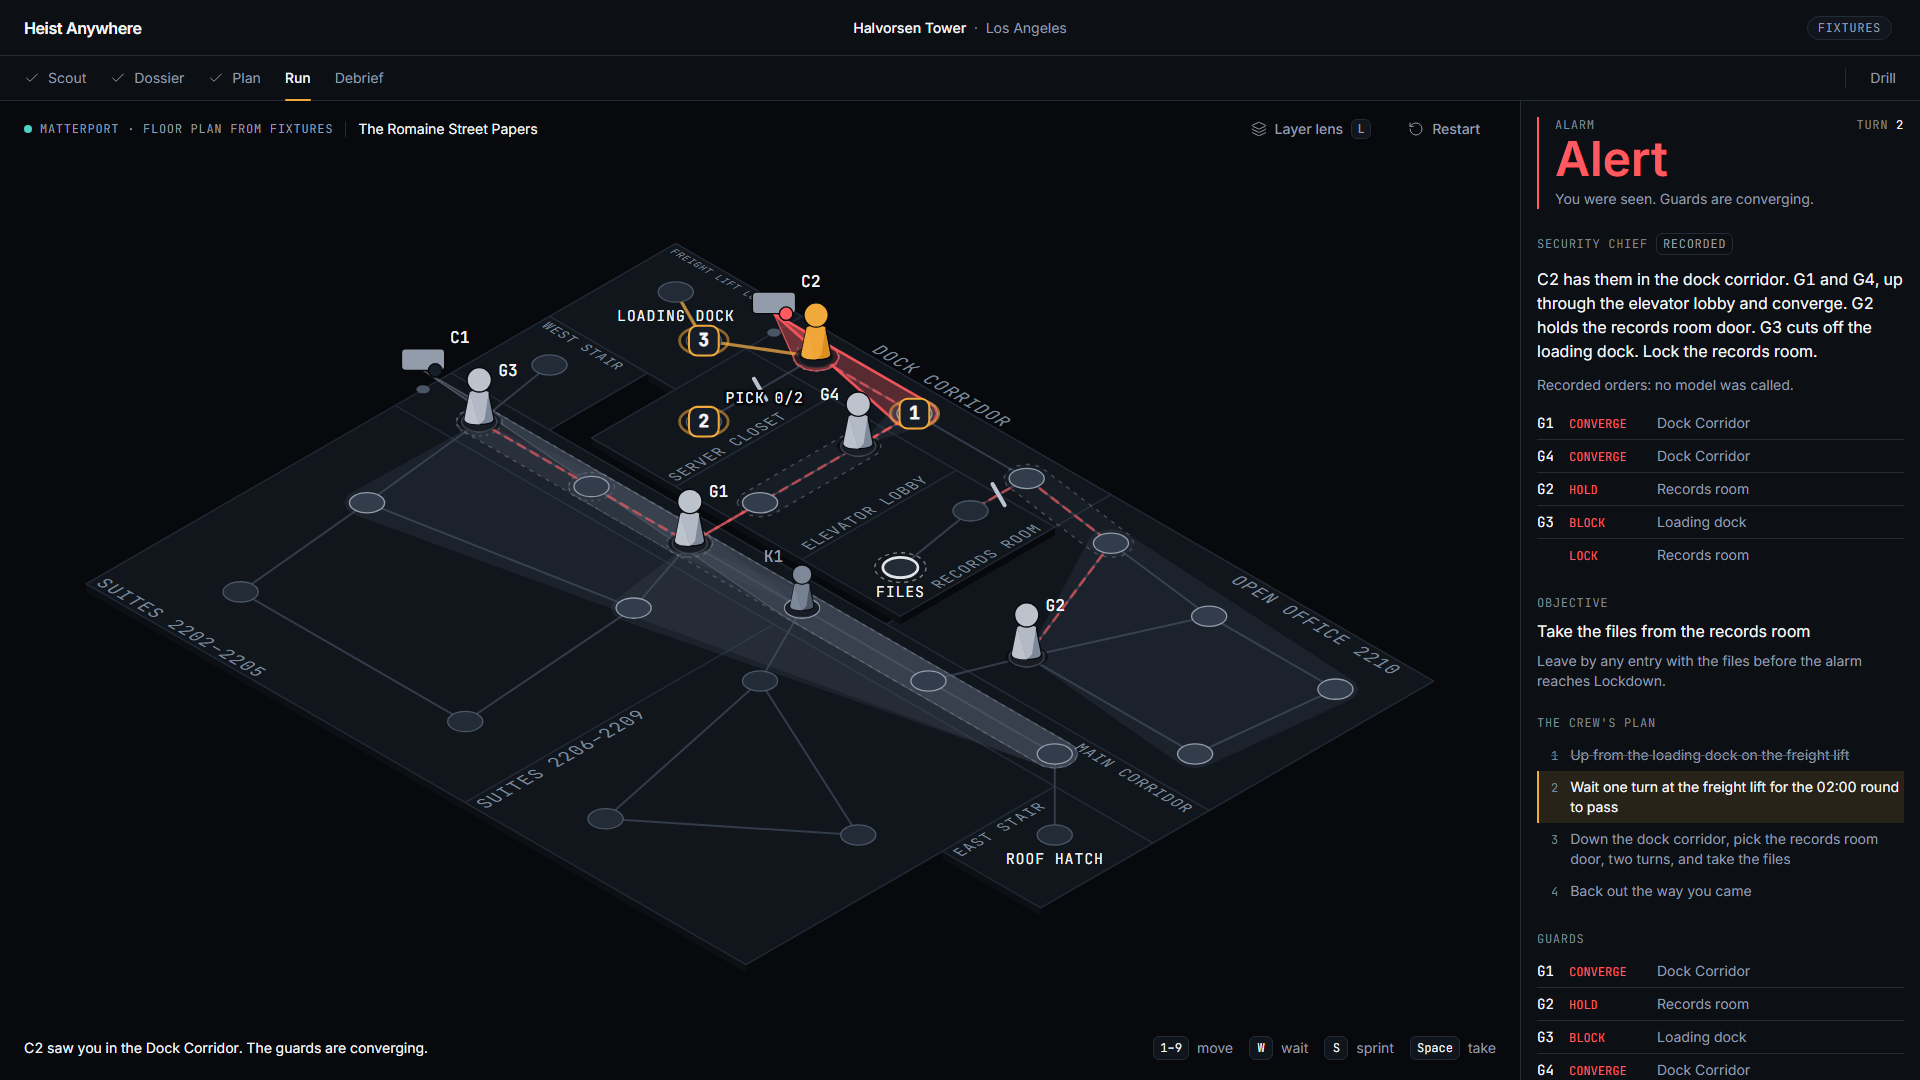 Heist Anywhere
Halvorsen Tower · Los Angeles
FIXTURES
Scout
Dossier
Plan
Run
Debrief
Drill
MATTERPORT · FLOOR PLAN FROM FIXTURES
The Romaine Street Papers
Layer lens L
Restart
FREIGHT LIFT
C2
LOADING DOCK
WEST STAIR
C1
G3
3
DOCK CORRIDOR
PICK 0/2
G4
1
2
SERVER CLOSET
G1
ELEVATOR LOBBY
K1
FILES
RECORDS ROOM
G2
OPEN OFFICE 2210
SUITES 2202-2205
SUITES 2206-2209
MAIN CORRIDOR
EAST STAIR
ROOF HATCH
C2 saw you in the Dock Corridor. The guards are converging.
1-9 move W wait S sprint Space take
ALARM
TURN 2
Alert
You were seen. Guards are converging.
SECURITY CHIEF RECORDED
C2 has them in the dock corridor. G1 and G4, up
through the elevator lobby and converge. G2
holds the records room door. G3 cuts off the
loading dock. Lock the records room.
Recorded orders: no model was called.
G1 CONVERGE Dock Corridor
G4 CONVERGE Dock Corridor
G2 HOLD Records room
G3 BLOCK Loading dock
LOCK Records room
OBJECTIVE
Take the files from the records room
Leave by any entry with the files before the alarm
reaches Lockdown.
THE CREW'S PLAN
1 Up from the loading dock on the freight lift
2 Wait one turn at the freight lift for the 02:00 round
to pass
3 Down the dock corridor, pick the records room
door, two turns, and take the files
4 Back out the way you came
GUARDS
G1 CONVERGE Dock Corridor
G2 HOLD Records room
G3 BLOCK Loading dock
G4 CONVERGE Dock Corridor